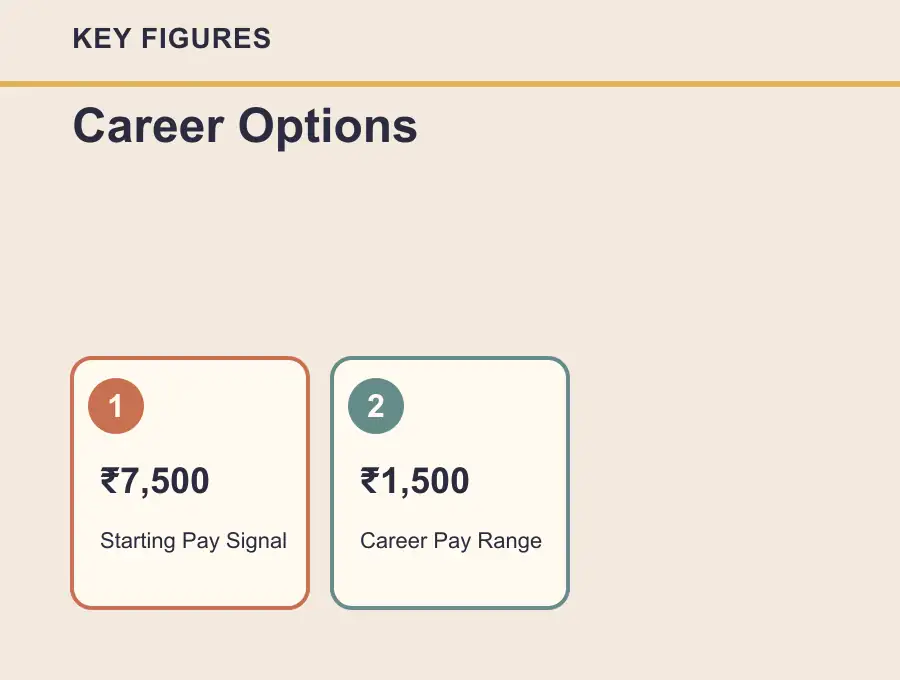 KEY FIGURES
Career Options
1
2
₹7,500
₹1,500
Starting Pay Signal
Career Pay Range